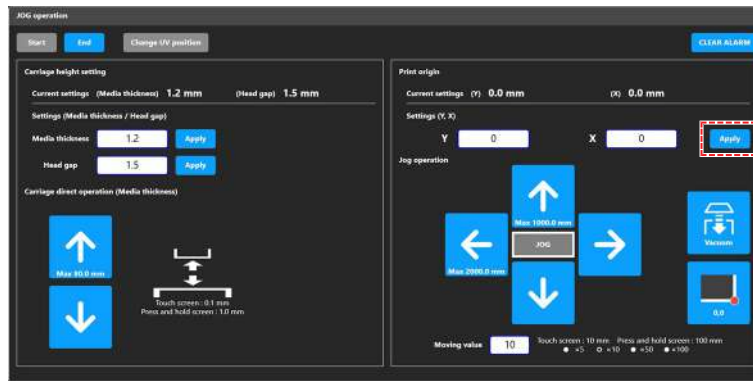 JOG operation
Start End Change UV position CLEAR ALARM
Carriage height setting
Current settings (Media thickness) 1.2 mm (Head gap) 1.5 mm
Settings (Media thickness / Head gap)
Media thickness 1.2 Apply
Head gap 1.5 Apply
Carriage direct operation (Media thickness)
Max 80.0 mm
Touch screen : 0.1 mm
Press and hold screen : 1.0 mm
Print origin
Current settings (Y) 0.0 mm (X) 0.0 mm
Settings (Y, X)
Y 0 X 0 Apply
Jog operation
Max 1000.0 mm
JOG
Max 2000.0 mm
Vacuum
0,0
Moving value 10 Touch screen : 10 mm Press and hold screen : 100 mm
×5 ×10 ×50 ×100